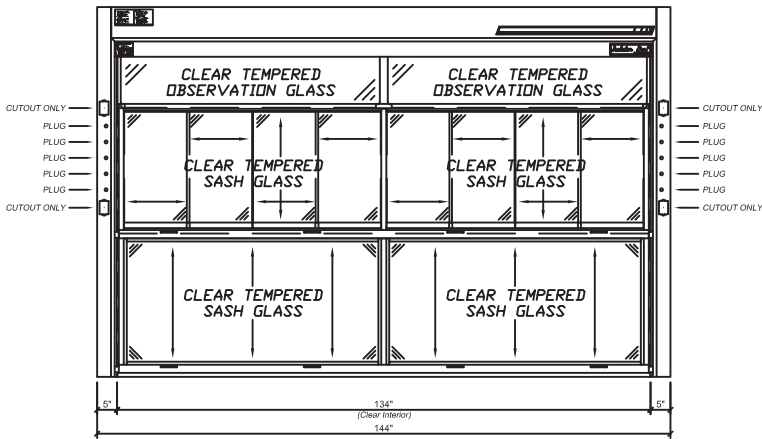 CLEAR TEMPERED
OBSERVATION GLASS
CLEAR TEMPERED
OBSERVATION GLASS
CUTOUT ONLY
PLUG
PLUG
PLUG
PLUG
PLUG
CUTOUT ONLY
CUTOUT ONLY
PLUG
PLUG
PLUG
PLUG
PLUG
CUTOUT ONLY
CLEAR TEMPERED
SASH GLASS
CLEAR TEMPERED
SASH GLASS
CLEAR TEMPERED
SASH GLASS
CLEAR TEMPERED
SASH GLASS
5"
134"
5"
(Clear Interior)
144"